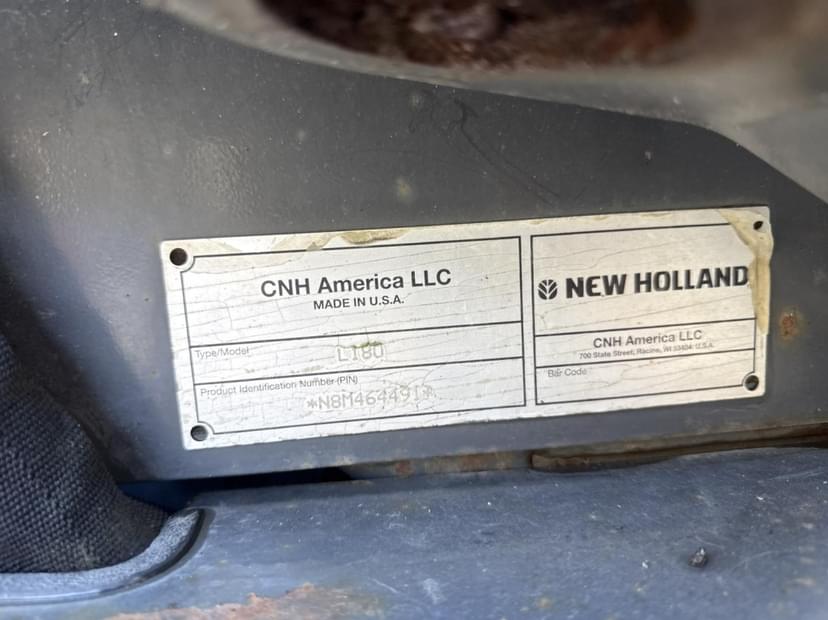 CNH America LLC
MADE IN U.S.A.
Type/Model
L180
Product Identification Number (PIN)
*N8M464491*
NEW HOLLAND
CNH America LLC
700 State Street, Racine, WI 53404, U.S.A.
Bar Code